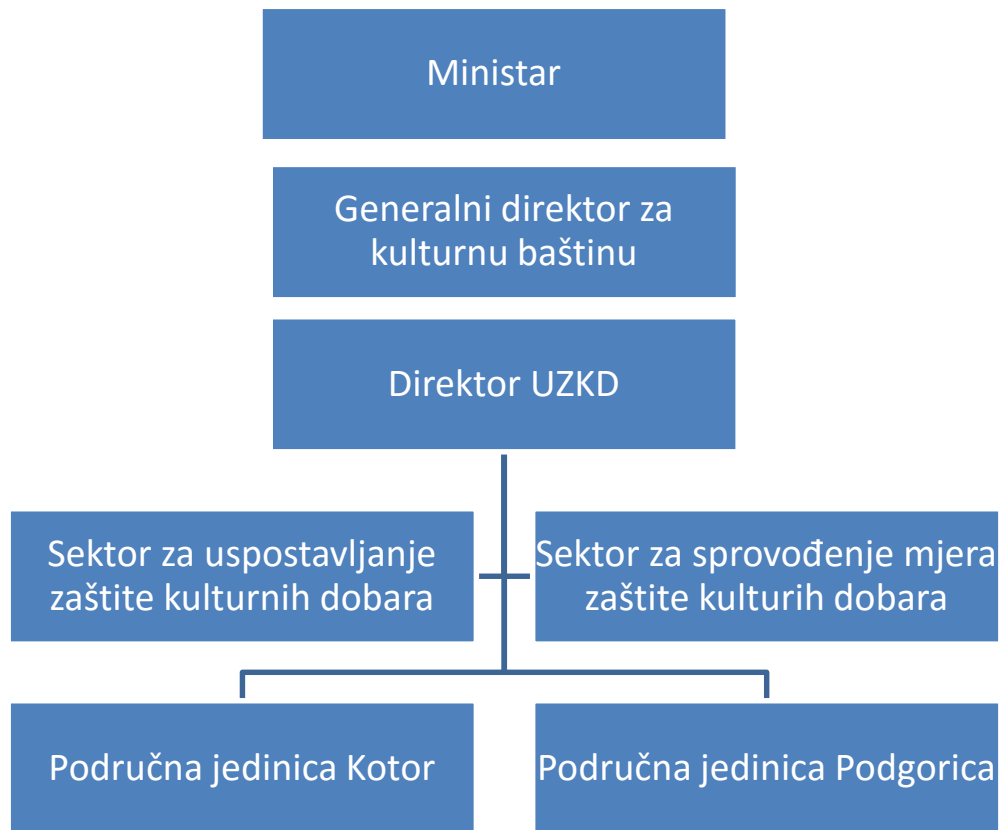 Ministar
Generalni direktor za
kulturnu baštinu
Direktor UZKD
Sektor za uspostavljanje
zaštite kulturnih dobara
Sektor za sprovođenje mjera
zaštite kulturih dobara
Područna jedinica Kotor
Područna jedinica Podgorica